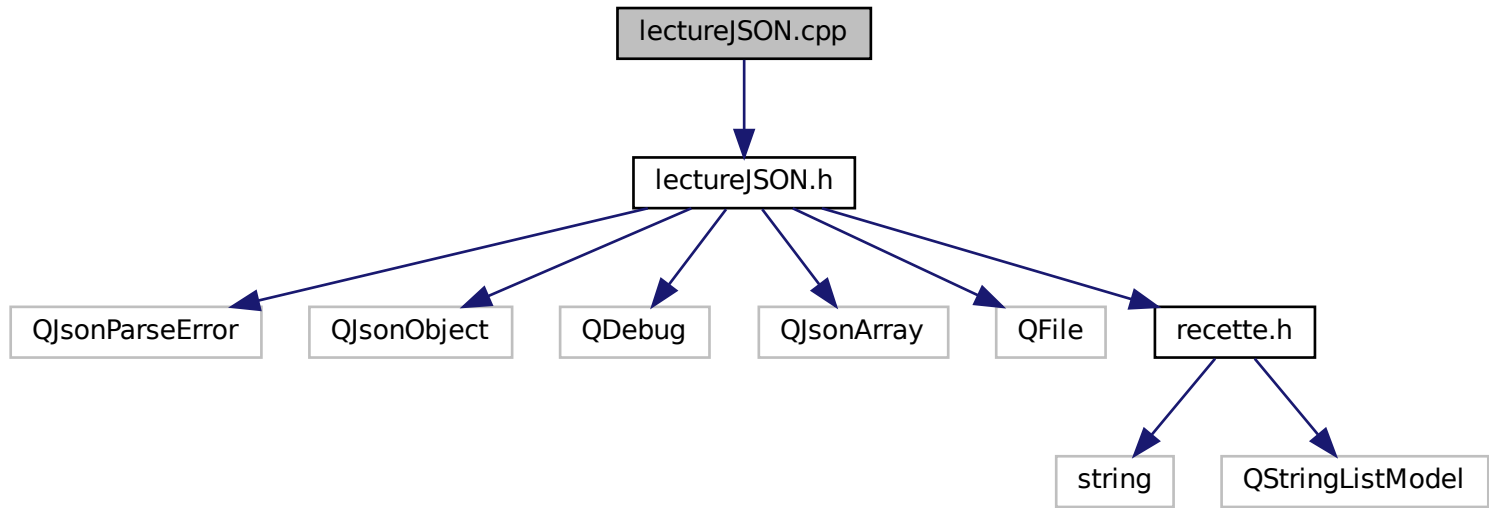 lectureJSON.cpp
lectureJSON.h
QJsonParseError
QJsonObject
QDebug
QJsonArray
QFile
recette.h
string
QStringListModel